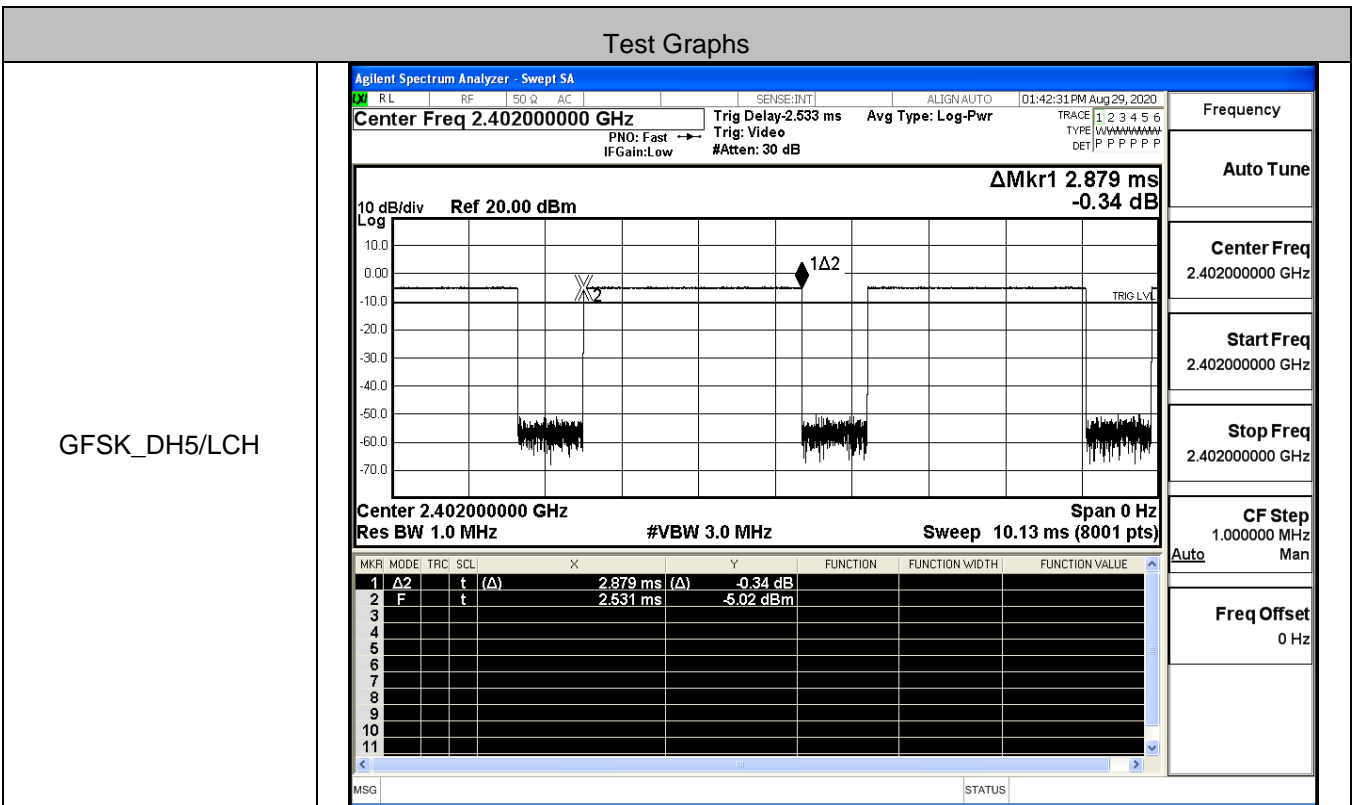 Test Graphs
GFSK_DH5/LCH
Agilent Spectrum Analyzer - Swept SA
LXI RL RF 50 Ω AC SENSE:INT ALIGN AUTO 01:42:31 PM Aug 29, 2020
Center Freq 2.402000000 GHz
PNO: Fast
IFGain:Low
Trig Delay-2.533 ms
Trig: Video
#Atten: 30 dB
Avg Type: Log-Pwr
TRACE 1 2 3 4 5 6
TYPE WWWWWW
DET P P P P P P
ΔMkr1 2.879 ms
-0.34 dB
10 dB/div Ref 20.00 dBm
Log
10.0
0.00
-10.0
-20.0
-30.0
-40.0
-50.0
-60.0
-70.0
1Δ2
2
TRIG LVL
Center 2.402000000 GHz Span 0 Hz
Res BW 1.0 MHz #VBW 3.0 MHz Sweep 10.13 ms (8001 pts)
MKR MODE TRC SCL X Y FUNCTION FUNCTION WIDTH FUNCTION VALUE
1 Δ2 t (Δ) 2.879 ms (Δ) -0.34 dB
2 F t 2.531 ms -5.02 dBm
3
4
5
6
7
8
9
10
11
MSG STATUS
Frequency
Auto Tune
Center Freq
2.402000000 GHz
Start Freq
2.402000000 GHz
Stop Freq
2.402000000 GHz
CF Step
1.000000 MHz
Auto Man
Freq Offset
0 Hz